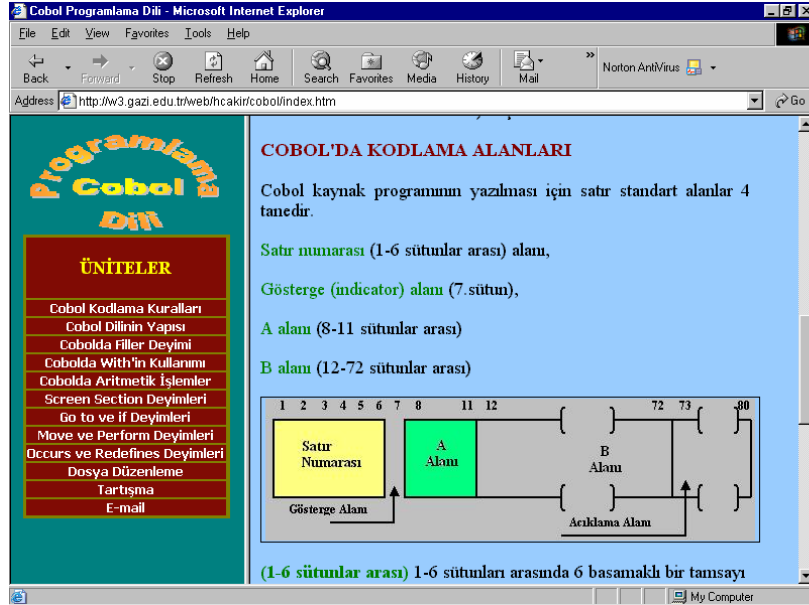 Cobol Programlama Dili - Microsoft Internet Explorer
File Edit View Favorites Tools Help
Back Forward Stop Refresh Home Search Favorites Media History Mail » Norton AntiVirus
Address http://w3.gazi.edu.tr/web/hcakir/cobol/index.htm Go
Programlama
Cobol
Dili
ÜNİTELER
Cobol Kodlama Kuralları
Cobol Dilinin Yapısı
Cobolda Filler Deyimi
Cobolda With'in Kullanımı
Cobolda Aritmetik İşlemler
Screen Section Deyimleri
Go to ve if Deyimleri
Move ve Perform Deyimleri
Occurs ve Redefines Deyimleri
Dosya Düzenleme
Tartışma
E-mail
COBOL'DA KODLAMA ALANLARI
Cobol kaynak programının yazılması için satır standart alanlar 4
tanedir.
Satır numarası (1-6 sütunlar arası) alanı,
Gösterge (indicator) alanı (7.sütun),
A alanı (8-11 sütunlar arası)
B alanı (12-72 sütunlar arası)
1 2 3 4 5 6 7 8 11 12 72 73 80
Satır
Numarası
A
Alanı
B
Alanı
Gösterge Alanı
Acıklama Alanı
(1-6 sütunlar arası) 1-6 sütunları arasında 6 basamaklı bir tamsayı
My Computer